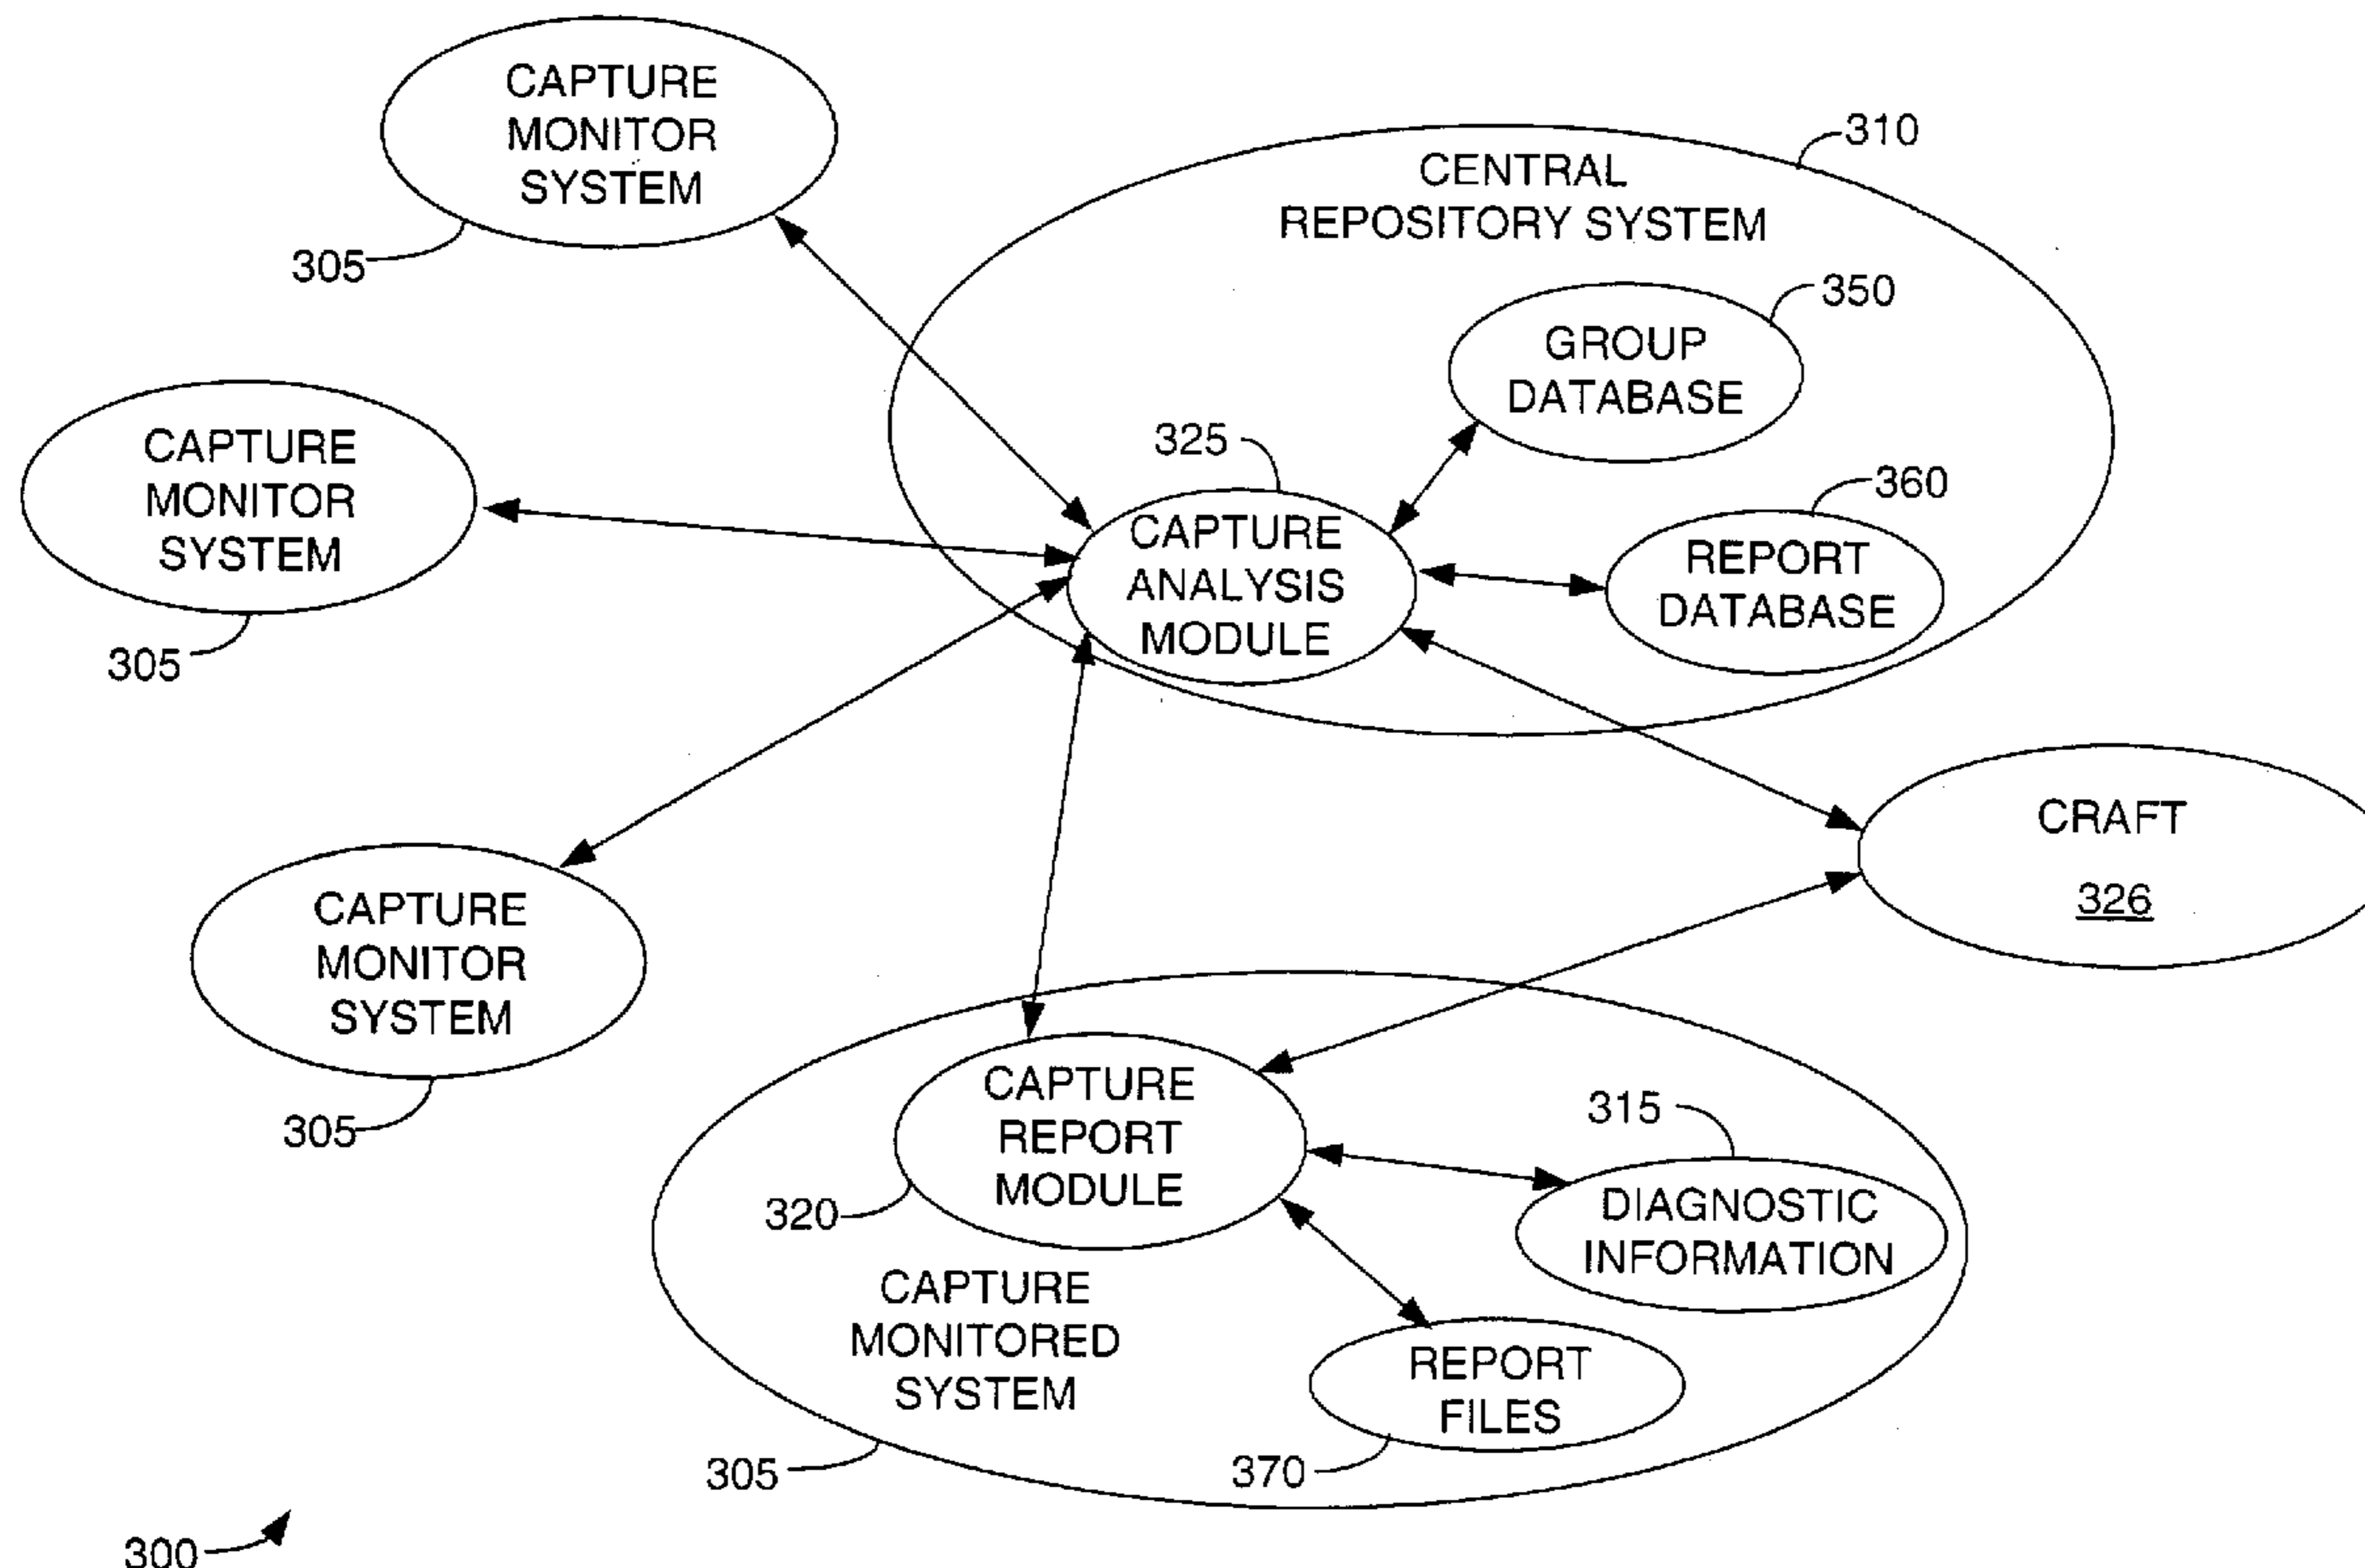 CAPTURE
MONITOR
SYSTEM
305
310
CENTRAL
REPOSITORY SYSTEM
350
GROUP
DATABASE
325
360
CAPTURE
ANALYSIS
MODULE
REPORT
DATABASE
CAPTURE
MONITOR
SYSTEM
305
CRAFT
326
CAPTURE
MONITOR
SYSTEM
305
CAPTURE
REPORT
MODULE
320
315
DIAGNOSTIC
INFORMATION
CAPTURE
MONITORED
SYSTEM
305
REPORT
FILES
370
300